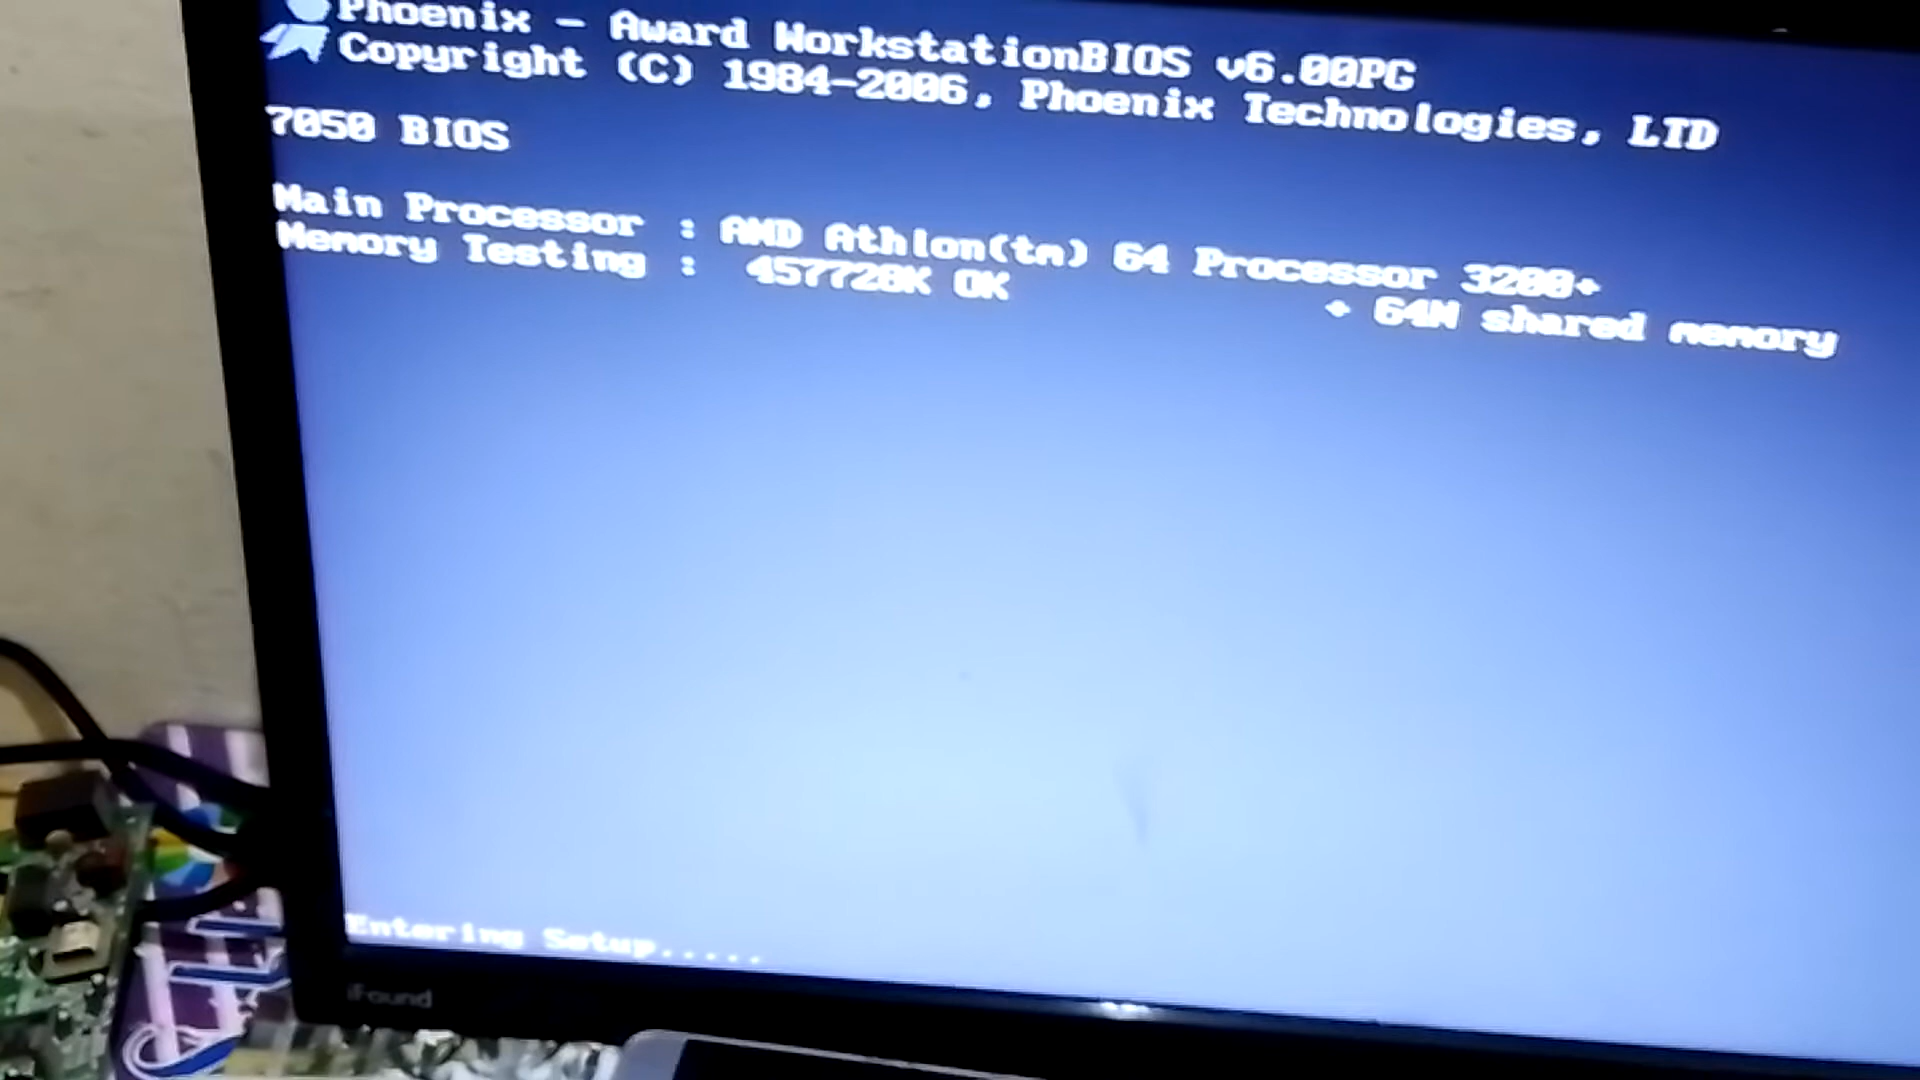 Phoenix - Award WorkstationBIOS v6.00PG
Copyright (C) 1984-2006, Phoenix Technologies, LTD
7050 BIOS
Main Processor : AMD Athlon(tm) 64 Processor 3200+
Memory Testing : 457728K OK + 64M shared memory
Entering Setup.....
iFound